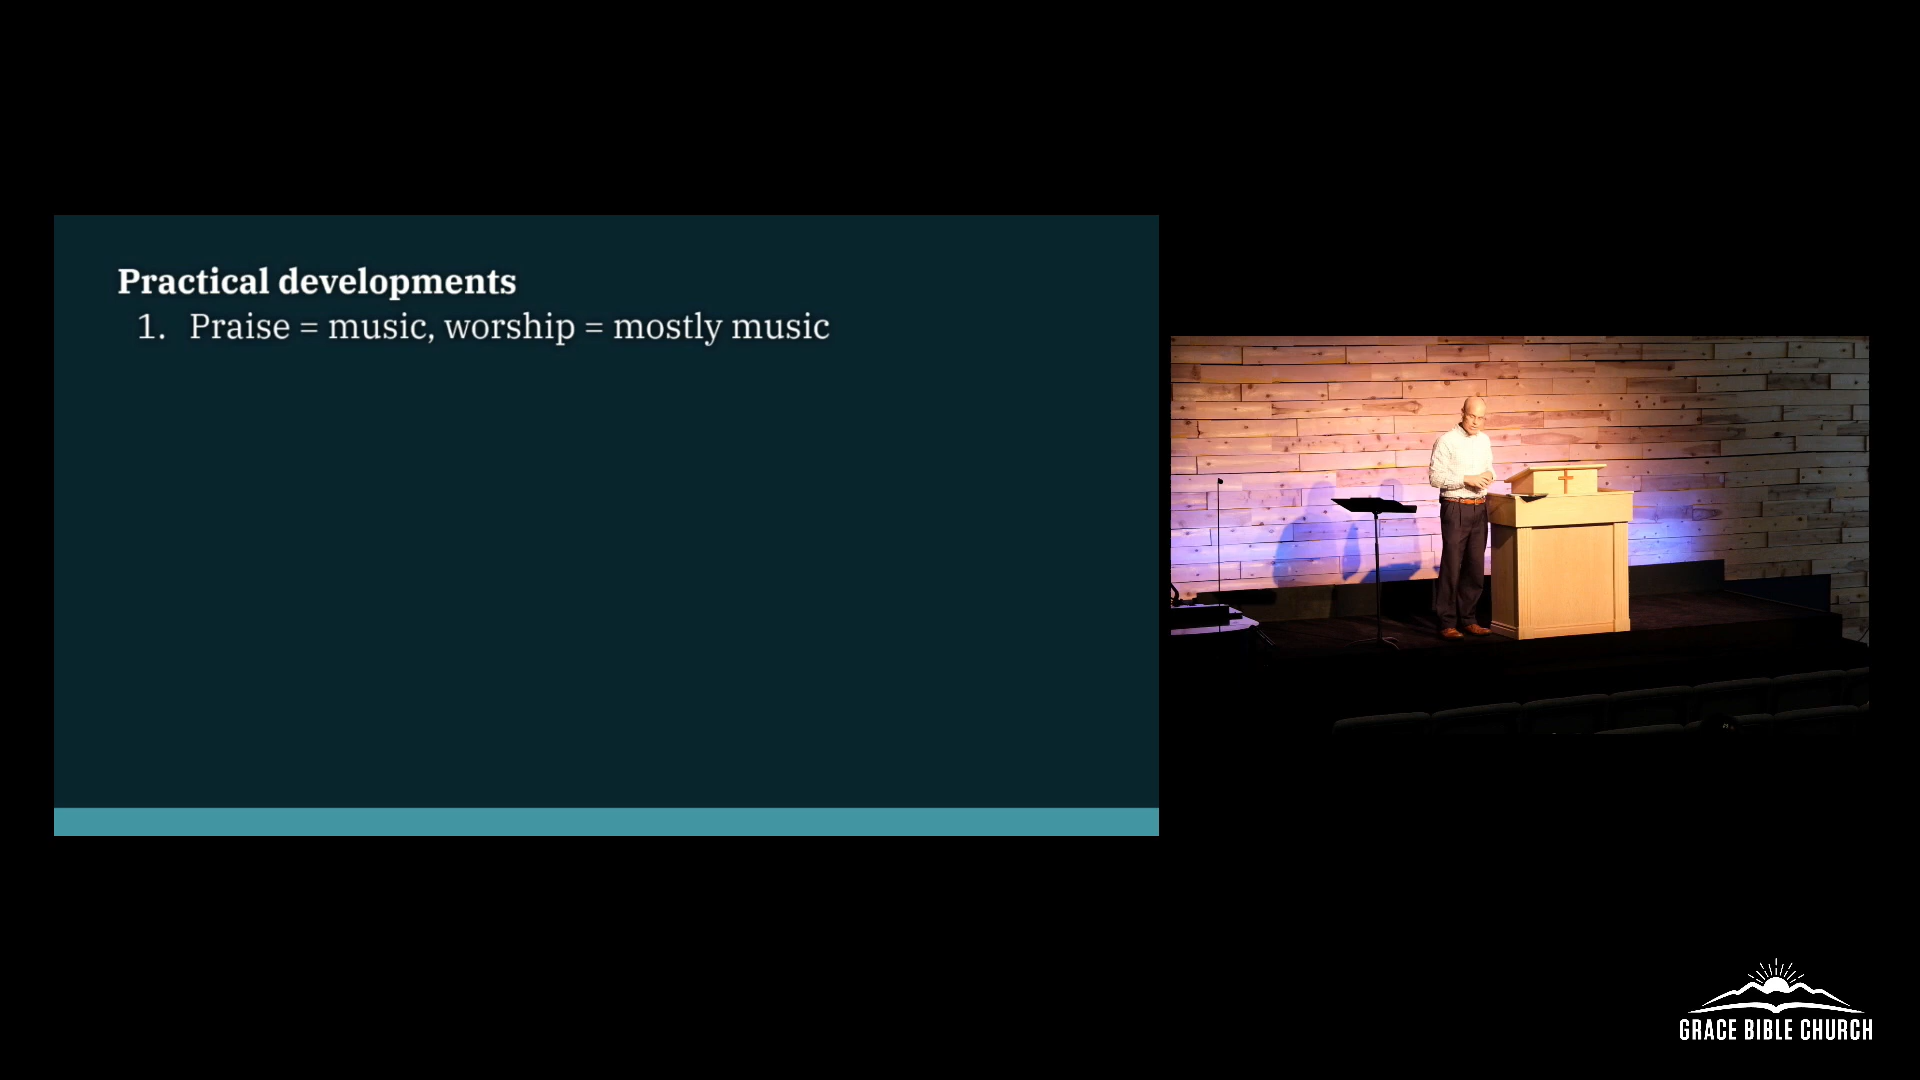 Practical developments
1. Praise = music, worship = mostly music
GRACE BIBLE CHURCH